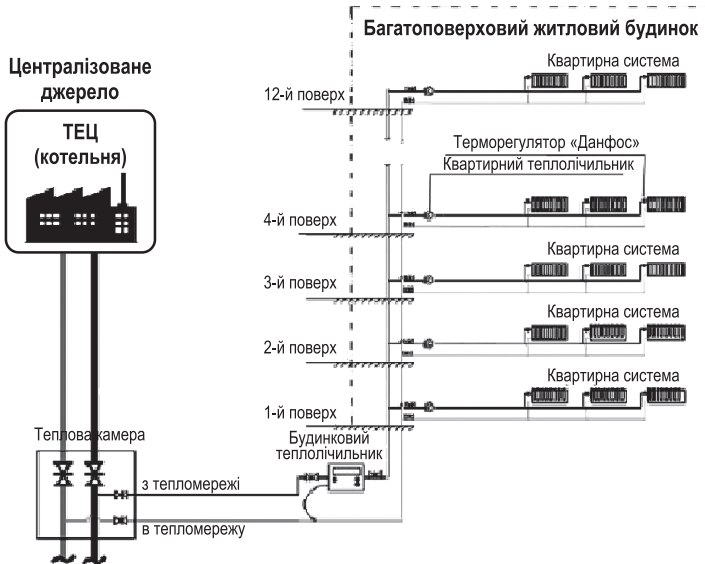 Багатоповерховий житловий будинок
Централізоване
джерело
ТЕЦ
(котельня)
Квартирна система
12-й поверх
Терморегулятор «Данфос»
Квартирний теплолічильник
4-й поверх
Квартирна система
3-й поверх
Квартирна система
2-й поверх
Квартирна система
1-й поверх
Теплова камера
Будинковий
теплолічильник
з тепломережі
в тепломережу